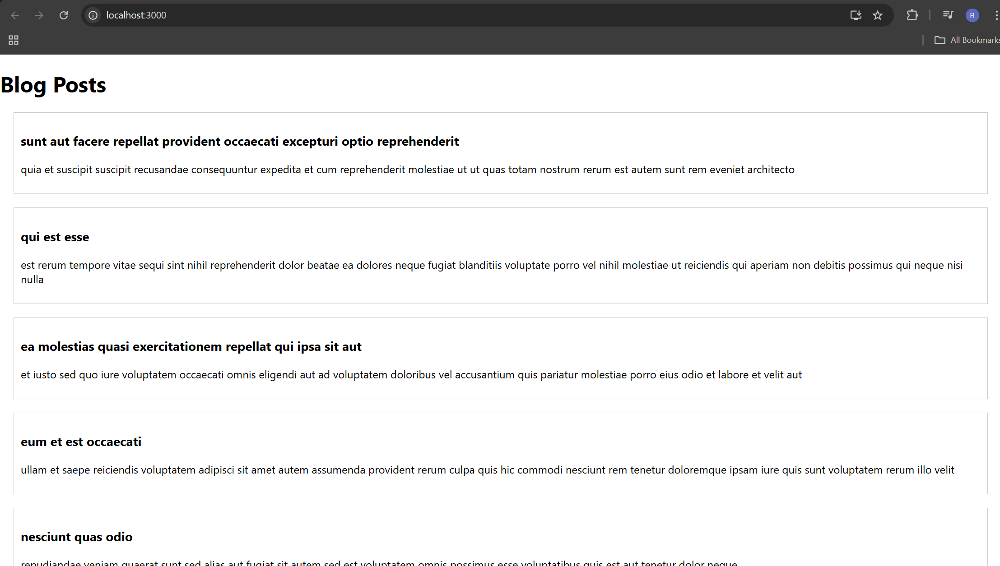 localhost:3000
R
All Bookmarks
Blog Posts
sunt aut facere repellat provident occaecati excepturi optio reprehenderit
quia et suscipit suscipit recusandae consequuntur expedita et cum reprehenderit molestiae ut ut quas totam nostrum rerum est autem sunt rem eveniet architecto
qui est esse
est rerum tempore vitae sequi sint nihil reprehenderit dolor beatae ea dolores neque fugiat blanditiis voluptate porro vel nihil molestiae ut reiciendis qui aperiam non debitis possimus qui neque nisi
nulla
ea molestias quasi exercitationem repellat qui ipsa sit aut
et iusto sed quo iure voluptatem occaecati omnis eligendi aut ad voluptatem doloribus vel accusantium quis pariatur molestiae porro eius odio et labore et velit aut
eum et est occaecati
ullam et saepe reiciendis voluptatem adipisci sit amet autem assumenda provident rerum culpa quis hic commodi nesciunt rem tenetur doloremque ipsam iure quis sunt voluptatem rerum illo velit
nesciunt quas odio
repudiandae veniam quaerat sunt sed alias aut fugiat sit autem sed est voluptatem omnis possimus esse voluptatibus quis est aut tenetur dolor neque